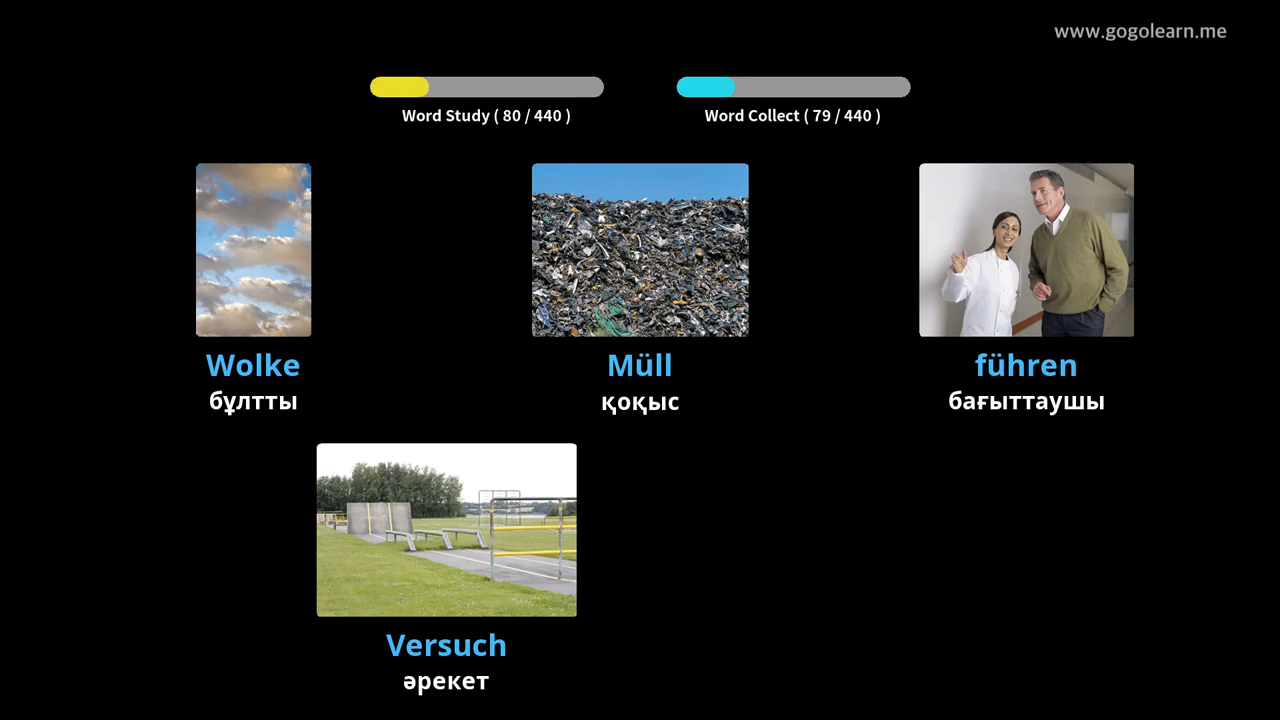 www.gogolearn.me
Word Study ( 80 / 440 )
Word Collect ( 79 / 440 )
Wolke
бұлтты
Müll
қоқыс
führen
бағыттаушы
Versuch
әрекет